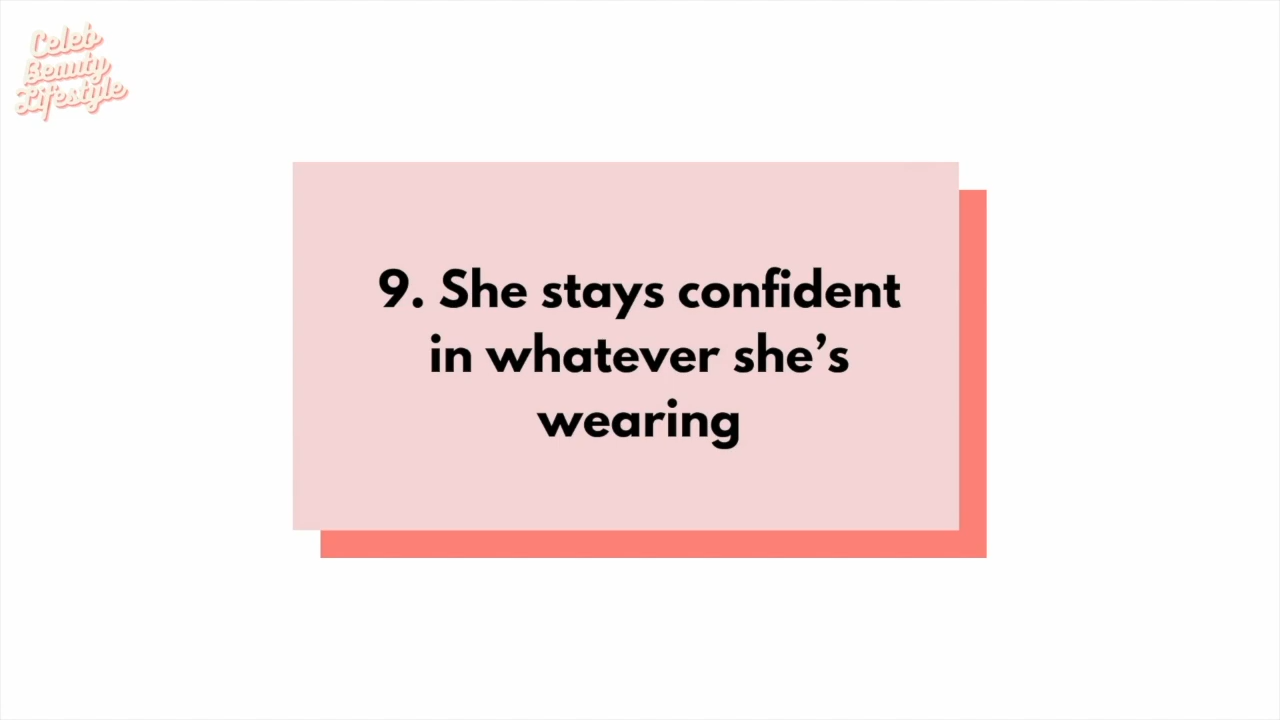 Celeb
Beauty
Lifestyle
9. She stays confident
in whatever she’s
wearing